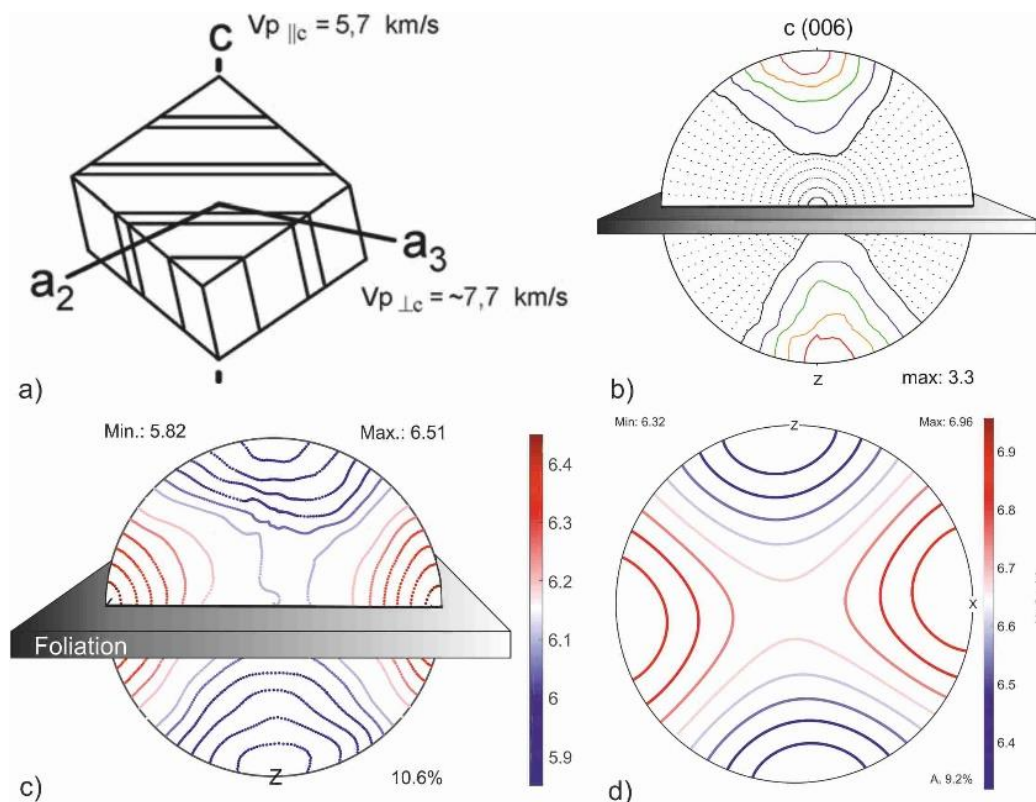 c
Vp ||c = 5,7 km/s
a2
a3
Vp ⊥c = ~7,7 km/s
a)
c (006)
z
max: 3.3
b)
Min.: 5.82
Max.: 6.51
6.4
6.3
6.2
6.1
6
5.9
Foliation
Z
10.6%
c)
Min: 6.32
Max: 6.96
z
x
6.9
6.8
6.7
6.6
6.5
6.4
A. 9.2%
d)